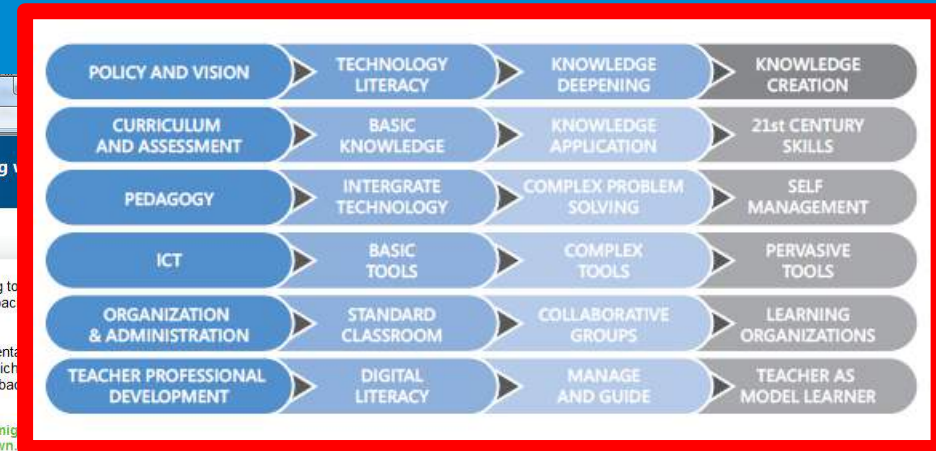 POLICY AND VISION
TECHNOLOGY
LITERACY
KNOWLEDGE
DEEPENING
KNOWLEDGE
CREATION
CURRICULUM
AND ASSESSMENT
BASIC
KNOWLEDGE
KNOWLEDGE
APPLICATION
21st CENTURY
SKILLS
PEDAGOGY
INTERGRATE
TECHNOLOGY
COMPLEX PROBLEM
SOLVING
SELF
MANAGEMENT
ICT
BASIC
TOOLS
COMPLEX
TOOLS
PERVASIVE
TOOLS
ORGANIZATION
& ADMINISTRATION
STANDARD
CLASSROOM
COLLABORATIVE
GROUPS
LEARNING
ORGANIZATIONS
TEACHER PROFESSIONAL
DEVELOPMENT
DIGITAL
LITERACY
MANAGE
AND GUIDE
TEACHER AS
MODEL LEARNER